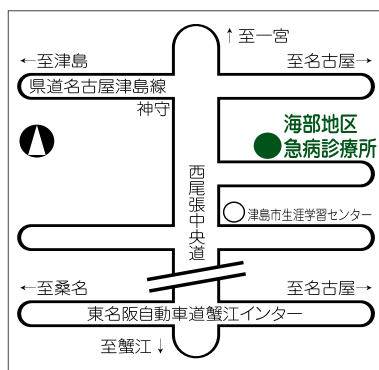 ↑至一宮
←至津島
至名古屋→
県道名古屋津島線
神守
海部地区
急病診療所
西尾張中央道
津島市生涯学習センター
←至桑名
至名古屋→
東名阪自動車道蟹江インター
至蟹江↓